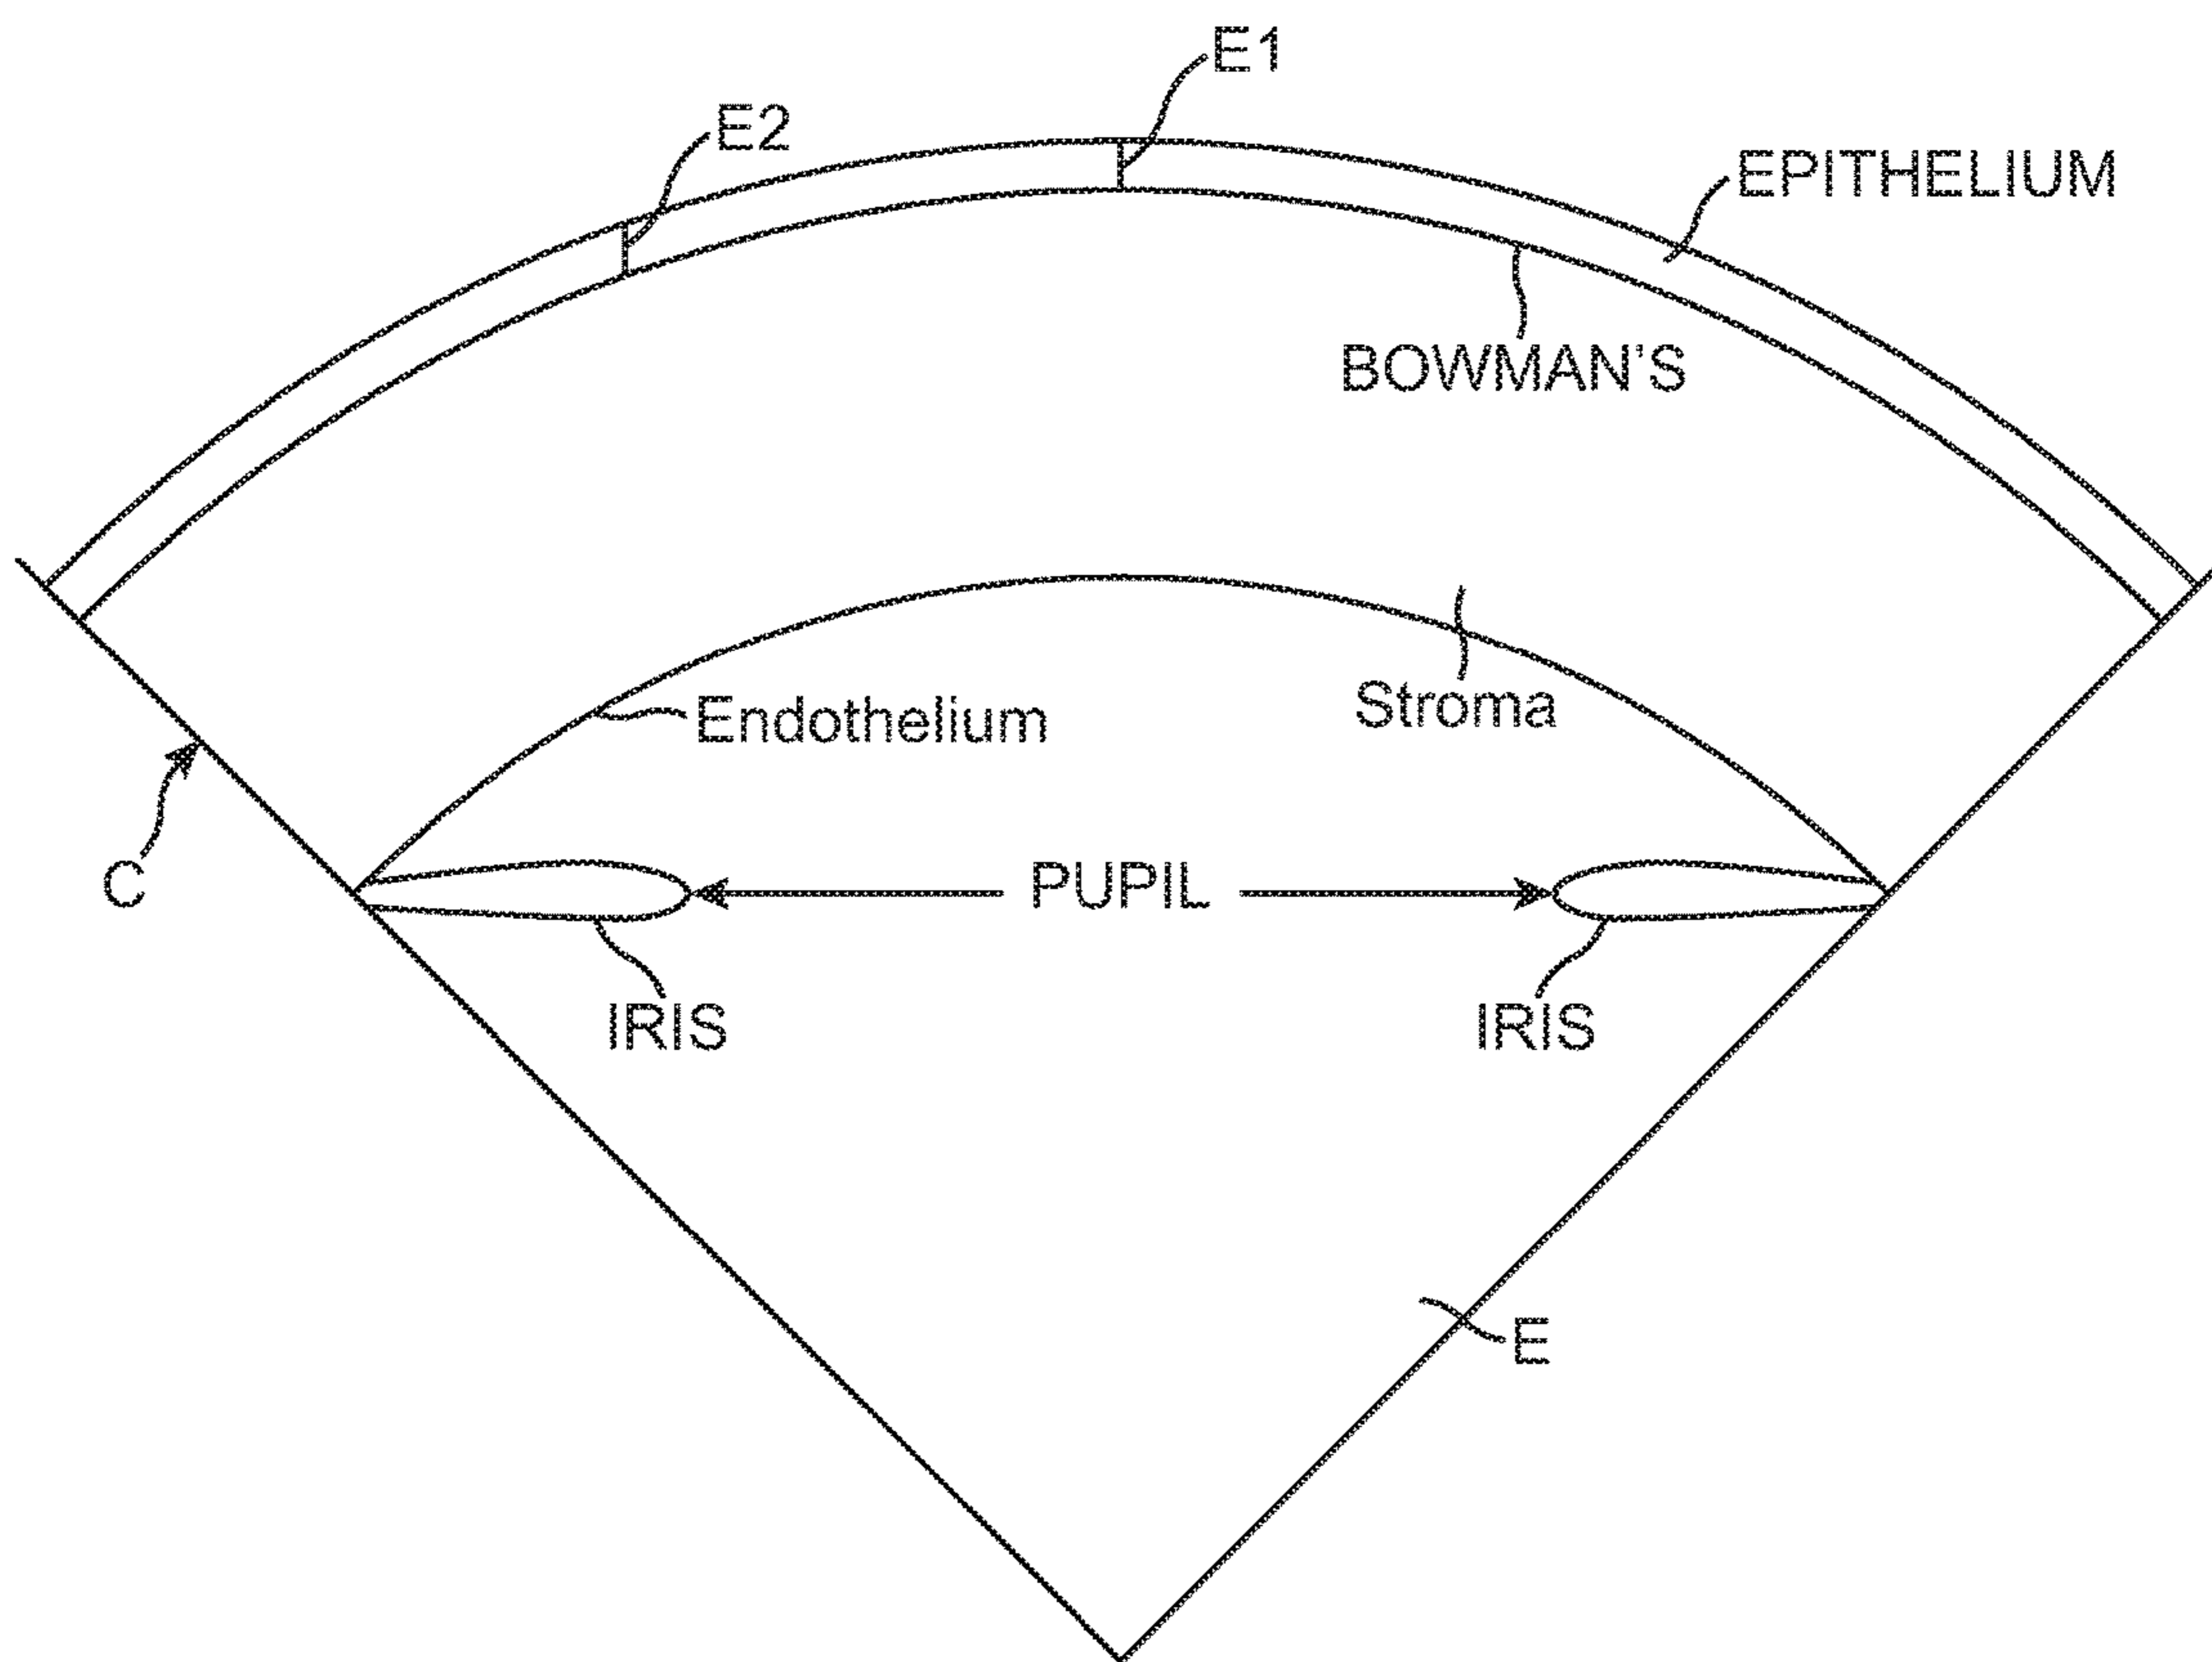 E1
E2
EPITHELIUM
BOWMAN'S
Endothelium
Stroma
C
PUPIL
IRIS
IRIS
E